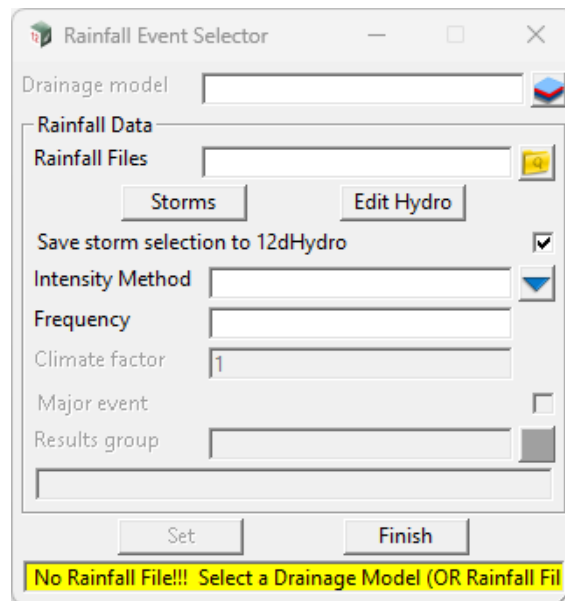 Rainfall Event Selector
Drainage model
Rainfall Data
Rainfall Files
Storms Edit Hydro
Save storm selection to 12dHydro
Intensity Method
Frequency
Climate factor 1
Major event
Results group
Set Finish
No Rainfall File!!! Select a Drainage Model (OR Rainfall Fil